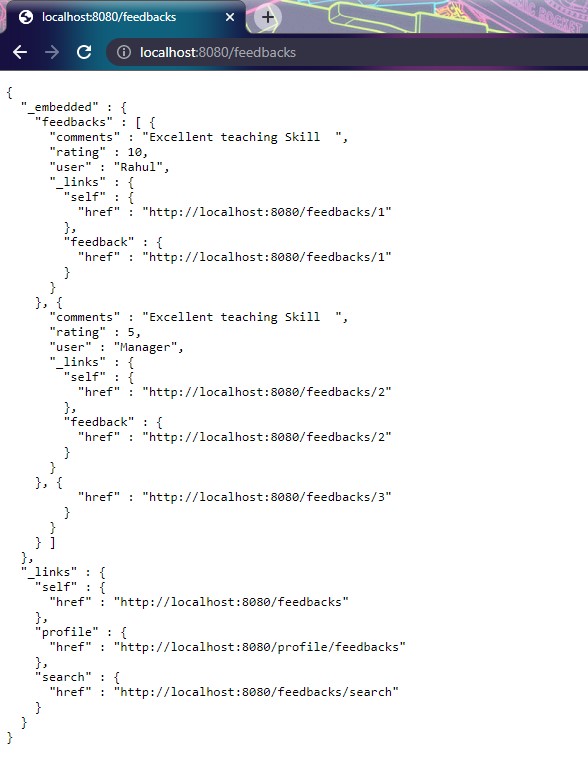 localhost:8080/feedbacks
localhost:8080/feedbacks
{
  "_embedded" : {
    "feedbacks" : [ {
      "comments" : "Excellent teaching Skill  ",
      "rating" : 10,
      "user" : "Rahul",
      "_links" : {
        "self" : {
          "href" : "http://localhost:8080/feedbacks/1"
        },
        "feedback" : {
          "href" : "http://localhost:8080/feedbacks/1"
        }
      }
    }, {
      "comments" : "Excellent teaching Skill  ",
      "rating" : 5,
      "user" : "Manager",
      "_links" : {
        "self" : {
          "href" : "http://localhost:8080/feedbacks/2"
        },
        "feedback" : {
          "href" : "http://localhost:8080/feedbacks/2"
        }
      }
    }, {
          "href" : "http://localhost:8080/feedbacks/3"
        }
      }
    } ]
  },
  "_links" : {
    "self" : {
      "href" : "http://localhost:8080/feedbacks"
    },
    "profile" : {
      "href" : "http://localhost:8080/profile/feedbacks"
    },
    "search" : {
      "href" : "http://localhost:8080/feedbacks/search"
    }
  }
}